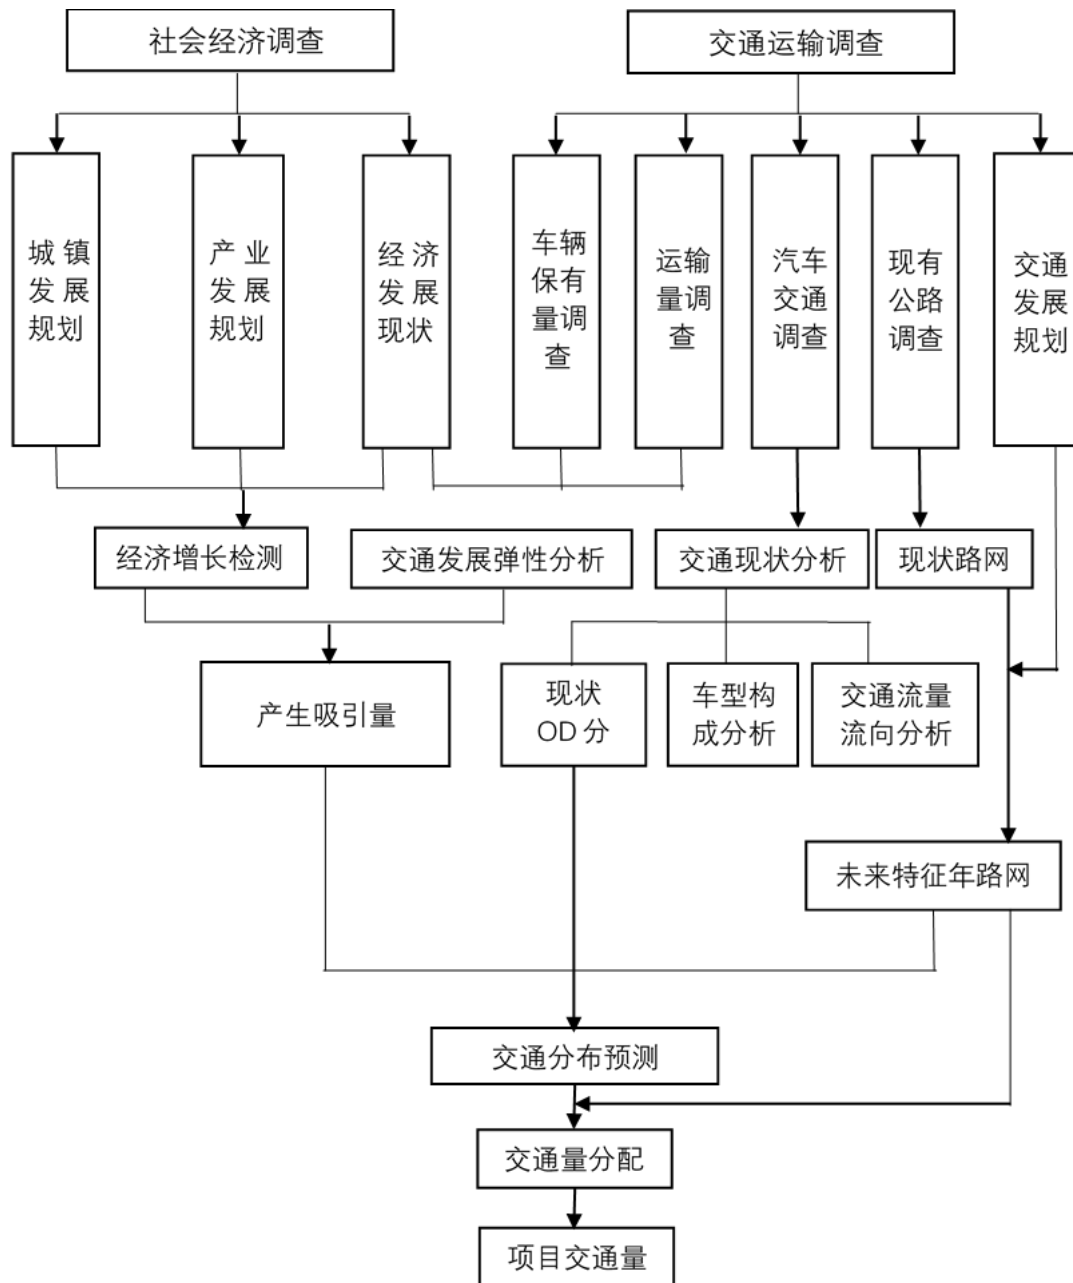 社会经济调查
交通运输调查
城镇
发展
规划
产业
发展
规划
经济
发展
现状
车辆
保有
量调
查
运输
量调
查
汽车
交通
调查
现有
公路
调查
交通
发展
规划
经济增长检测
交通发展弹性分析
交通现状分析
现状路网
产生吸引量
现状
OD分
车型构
成分析
交通流量
流向分析
未来特征年路网
交通分布预测
交通量分配
项目交通量